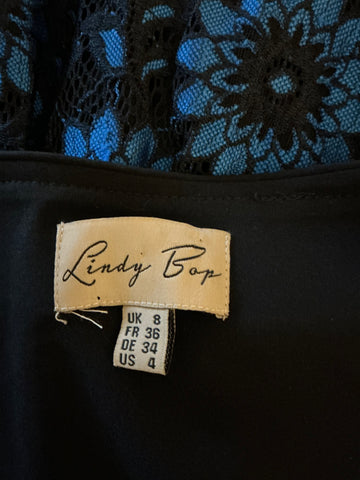 Lindy Bop
UK 8
FR 36
DE 34
US 4